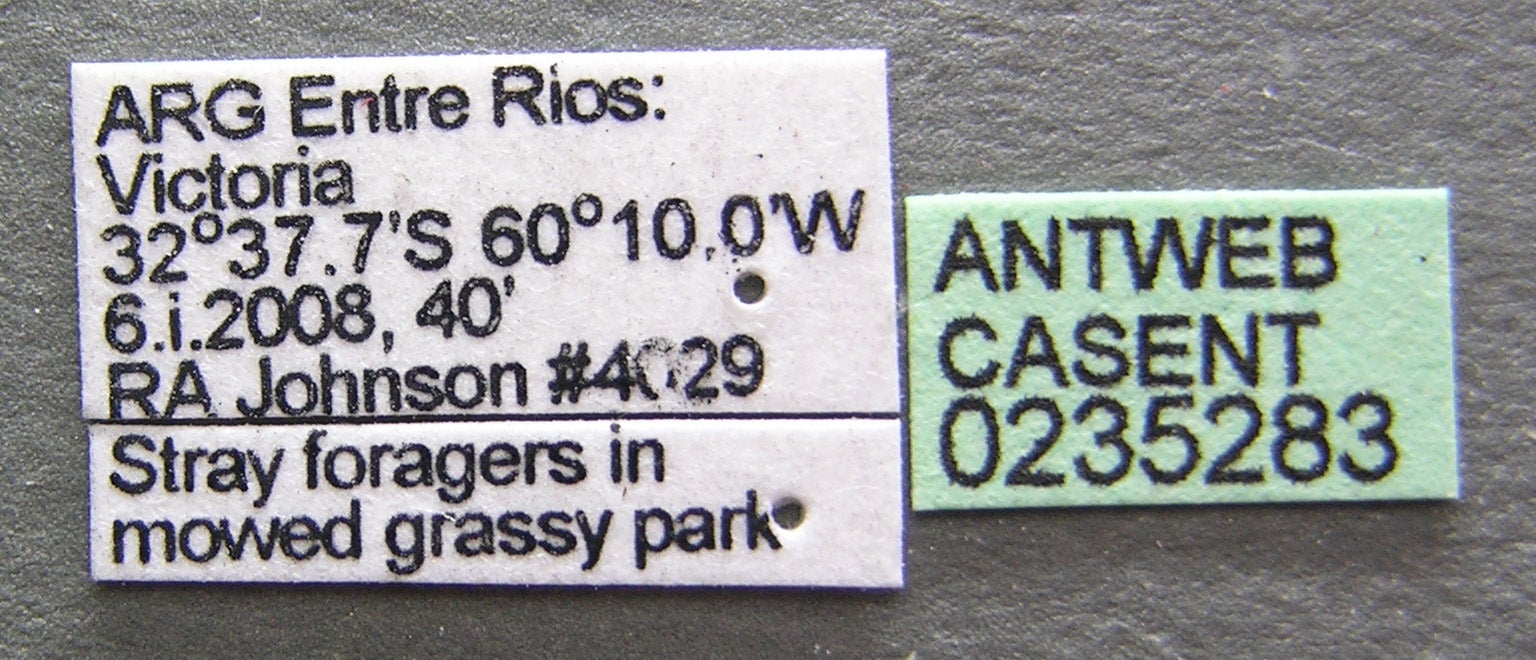 ARG Entre Rios:
Victoria
32°37.7'S 60°10.0'W
6.i.2008, 40'
RA Johnson #4029
Stray foragers in
mowed grassy park
ANTWEB
CASENT
0235283